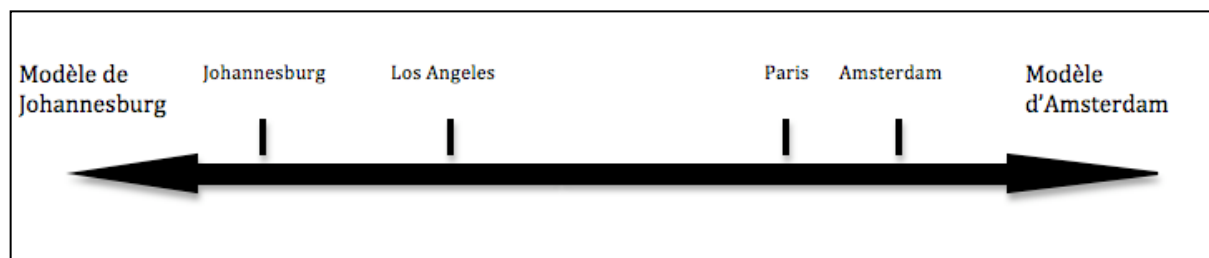 Modèle de
Johannesburg
Johannesburg
Los Angeles
Paris
Amsterdam
Modèle
d'Amsterdam